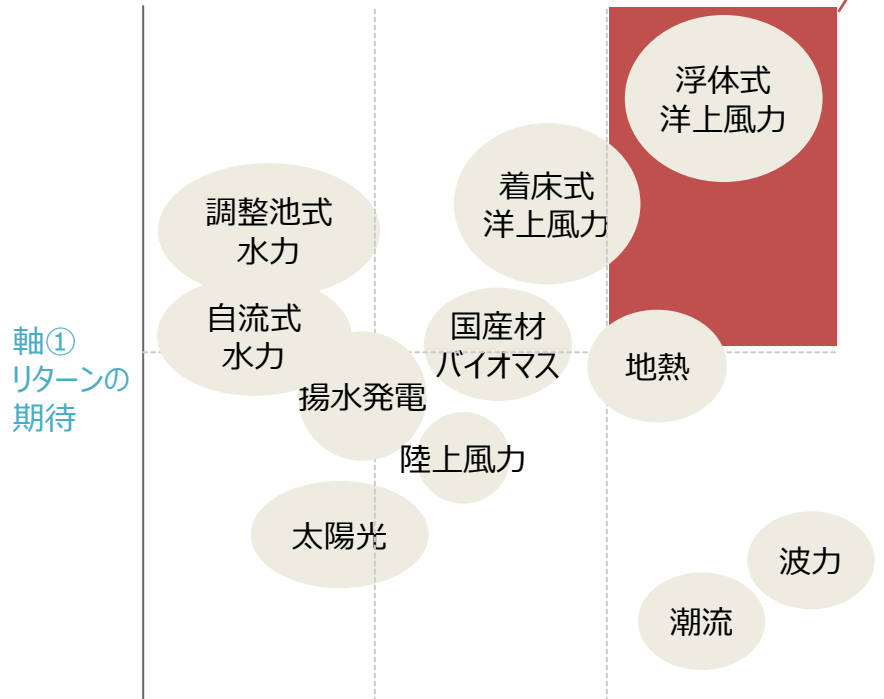 浮体式
洋上風力
着床式
洋上風力
調整池式
水力
自流式
水力
国産材
バイオマス
軸①
リターンの
期待
地熱
揚水発電
陸上風力
太陽光
波力
潮流